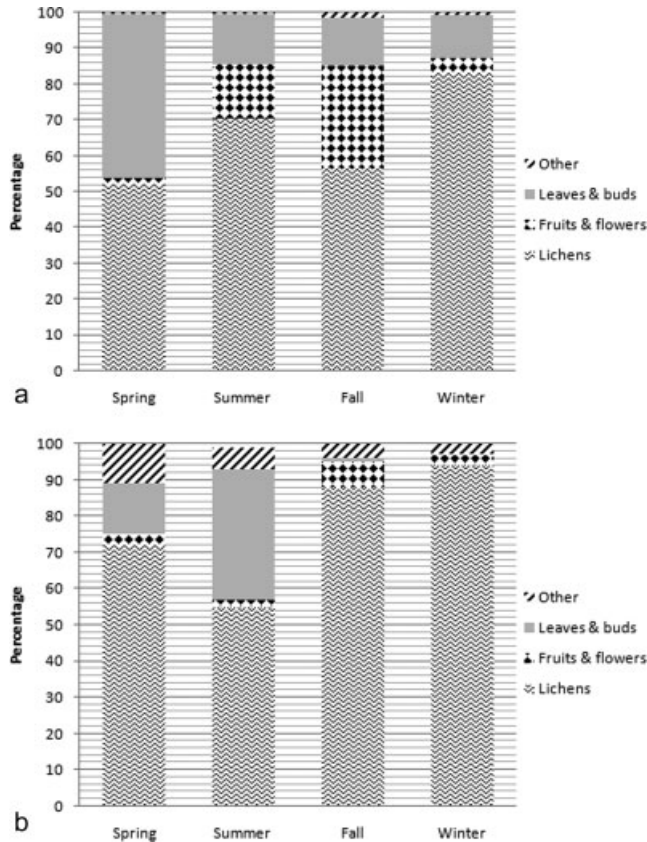 100
90
80
70
60
50
40
30
20
10
0
Percentage
Spring Summer Fall Winter
Other
Leaves & buds
Fruits & flowers
Lichens
a
100
90
80
70
60
50
40
30
20
10
0
Percentage
Spring Summer Fall Winter
Other
Leaves & buds
Fruits & flowers
Lichens
b